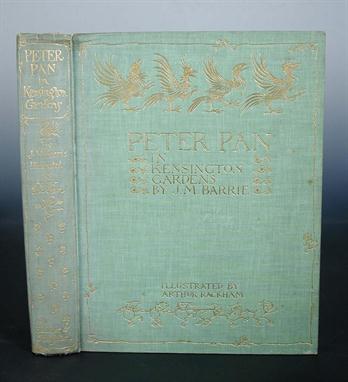 PETER
PAN
in
Kensington
Gardens
PETER PAN
IN
KENSINGTON
GARDENS
BY J.M. BARRIE
ILLUSTRATED BY
ARTHUR RACKHAM